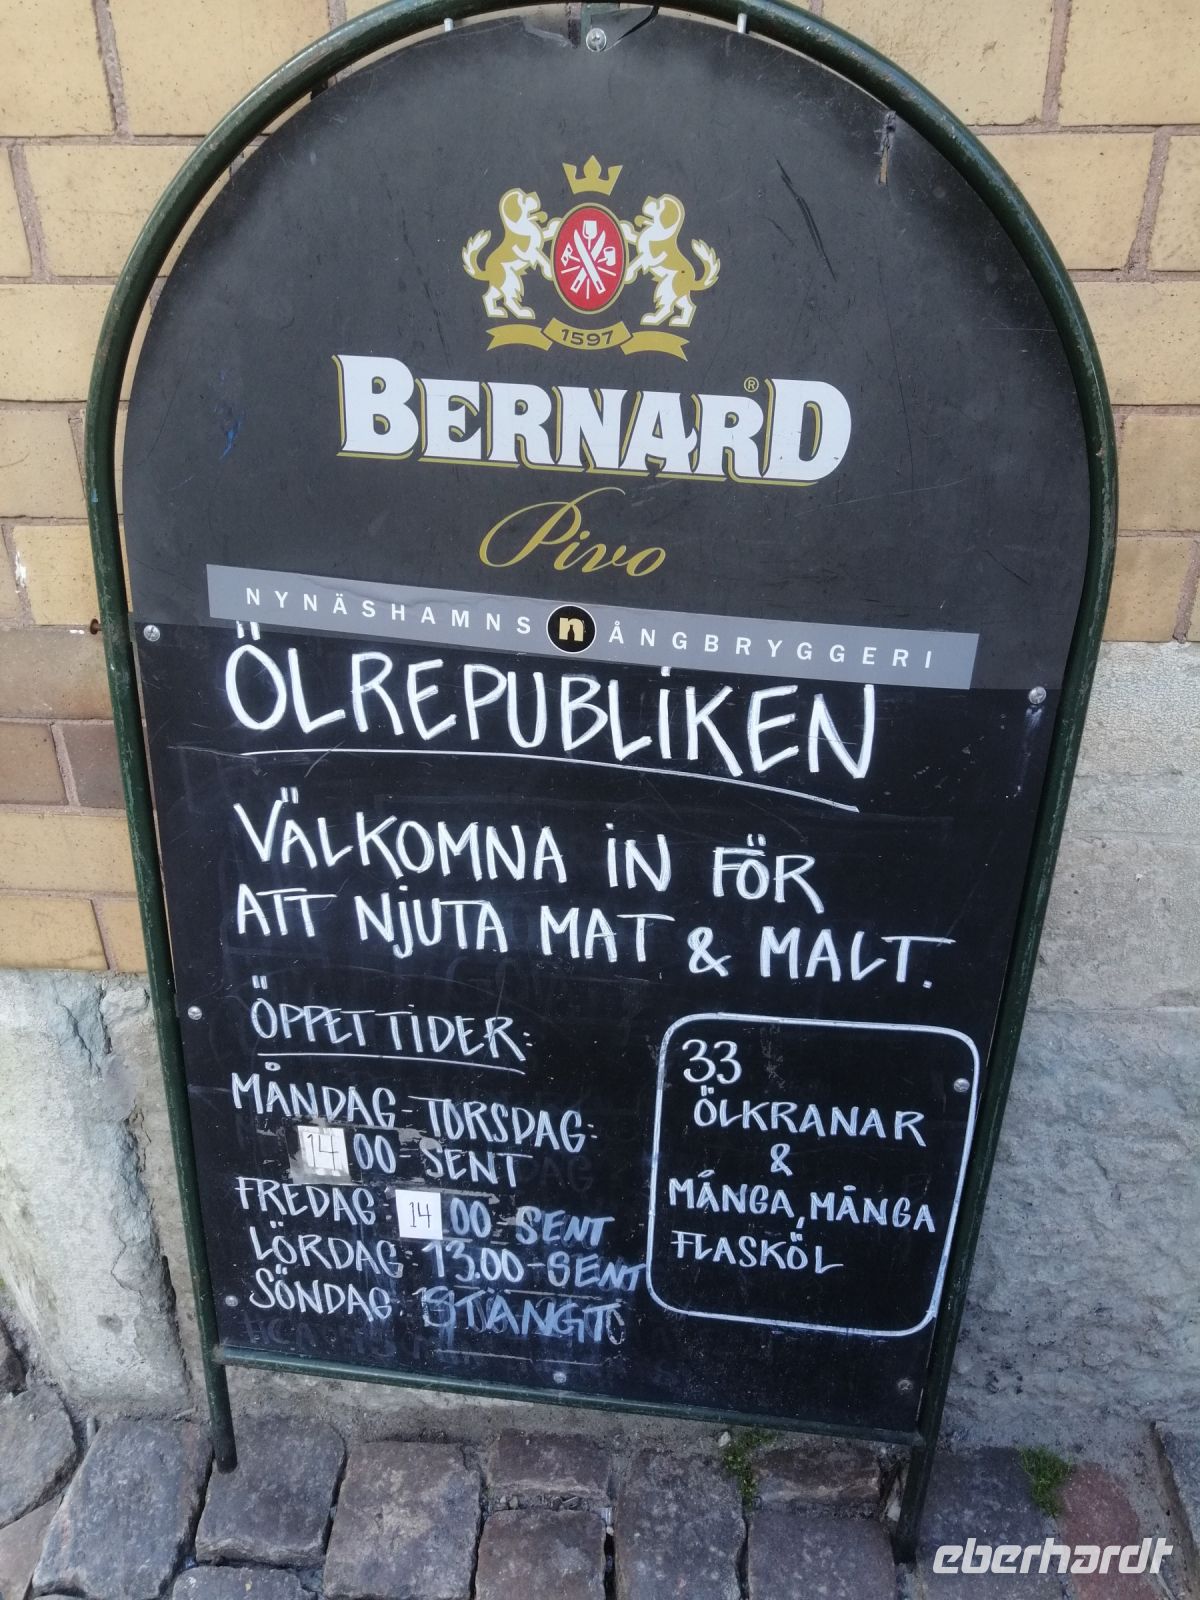 1597
BERNARD®
Pivo
NYNÄSHAMNS n ÅNGBRYGGERI
ÖLREPUBLIKEN
VÄLKOMNA IN FÖR
ATT NJUTA MAT & MALT.
ÖPPETTIDER:
MÅNDAG-TORSDAG:
14 00-SENT
FREDAG: 14 00 SENT
LÖRDAG: 13.00-SENT
SÖNDAG: STÄNGT
33
ÖLKRANAR
&
MÅNGA, MÅNGA
FLASKÖL
eberhardt